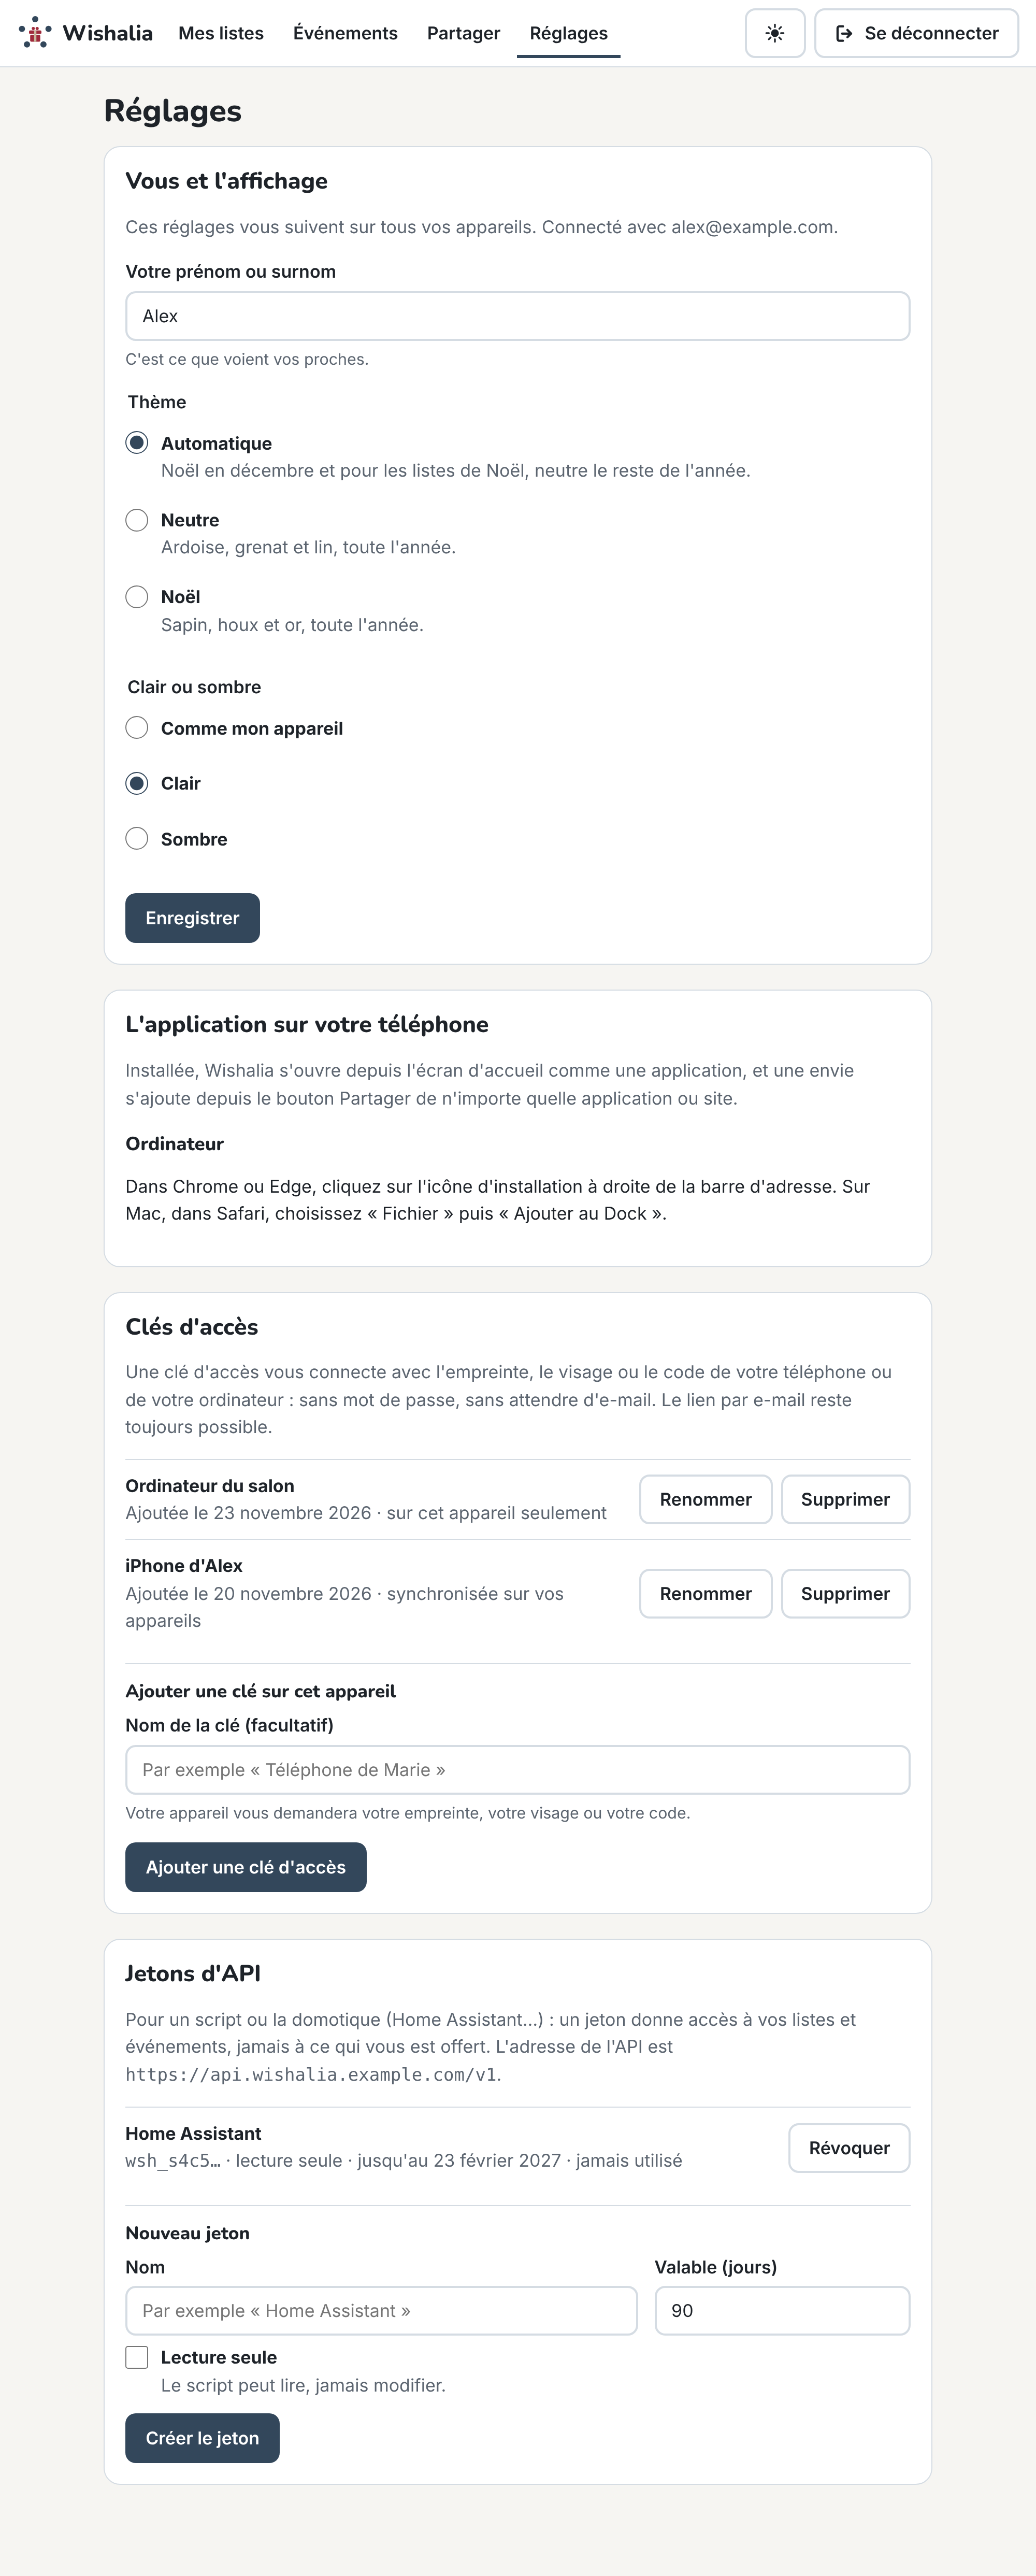 Wishalia
Mes listes
Événements
Partager
Réglages
Se déconnecter
Réglages
Vous et l'affichage
Ces réglages vous suivent sur tous vos appareils. Connecté avec alex@example.com.
Votre prénom ou surnom
Alex
C'est ce que voient vos proches.
Thème
Automatique
Noël en décembre et pour les listes de Noël, neutre le reste de l'année.
Neutre
Ardoise, grenat et lin, toute l'année.
Noël
Sapin, houx et or, toute l'année.
Clair ou sombre
Comme mon appareil
Clair
Sombre
Enregistrer
L'application sur votre téléphone
Installée, Wishalia s'ouvre depuis l'écran d'accueil comme une application, et une envie
s'ajoute depuis le bouton Partager de n'importe quelle application ou site.
Ordinateur
Dans Chrome ou Edge, cliquez sur l'icône d'installation à droite de la barre d'adresse. Sur
Mac, dans Safari, choisissez « Fichier » puis « Ajouter au Dock ».
Clés d'accès
Une clé d'accès vous connecte avec l'empreinte, le visage ou le code de votre téléphone ou
de votre ordinateur : sans mot de passe, sans attendre d'e-mail. Le lien par e-mail reste
toujours possible.
Ordinateur du salon
Ajoutée le 23 novembre 2026 · sur cet appareil seulement
Renommer
Supprimer
iPhone d'Alex
Ajoutée le 20 novembre 2026 · synchronisée sur vos
appareils
Renommer
Supprimer
Ajouter une clé sur cet appareil
Nom de la clé (facultatif)
Par exemple « Téléphone de Marie »
Votre appareil vous demandera votre empreinte, votre visage ou votre code.
Ajouter une clé d'accès
Jetons d'API
Pour un script ou la domotique (Home Assistant…) : un jeton donne accès à vos listes et
événements, jamais à ce qui vous est offert. L'adresse de l'API est
https://api.wishalia.example.com/v1.
Home Assistant
wsh_s4c5… · lecture seule · jusqu'au 23 février 2027 · jamais utilisé
Révoquer
Nouveau jeton
Nom
Valable (jours)
Par exemple « Home Assistant »
90
Lecture seule
Le script peut lire, jamais modifier.
Créer le jeton